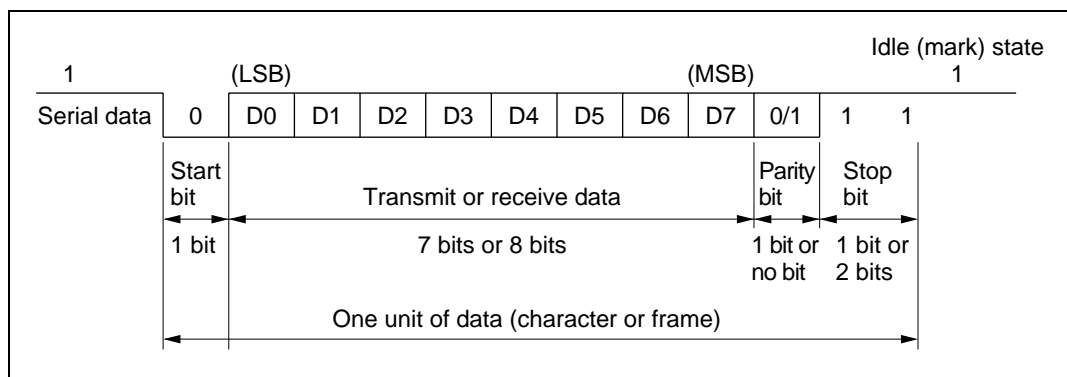 Idle (mark) state
1 (LSB) (MSB) 1
Serial data 0 D0 D1 D2 D3 D4 D5 D6 D7 0/1 1 1
Start bit
Transmit or receive data
Parity bit
Stop bit
1 bit
7 bits or 8 bits
1 bit or no bit
1 bit or 2 bits
One unit of data (character or frame)